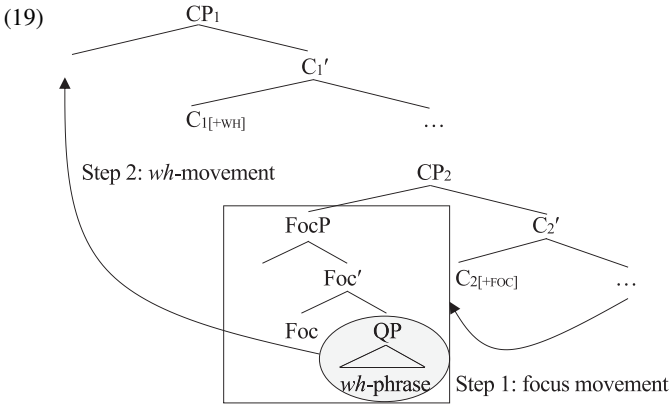 (19)
CP₁
C₁′
C₁[+WH] …
Step 2: wh-movement
CP₂
FocP C₂′
Foc′ C₂[+FOC] …
Foc QP
wh-phrase Step 1: focus movement